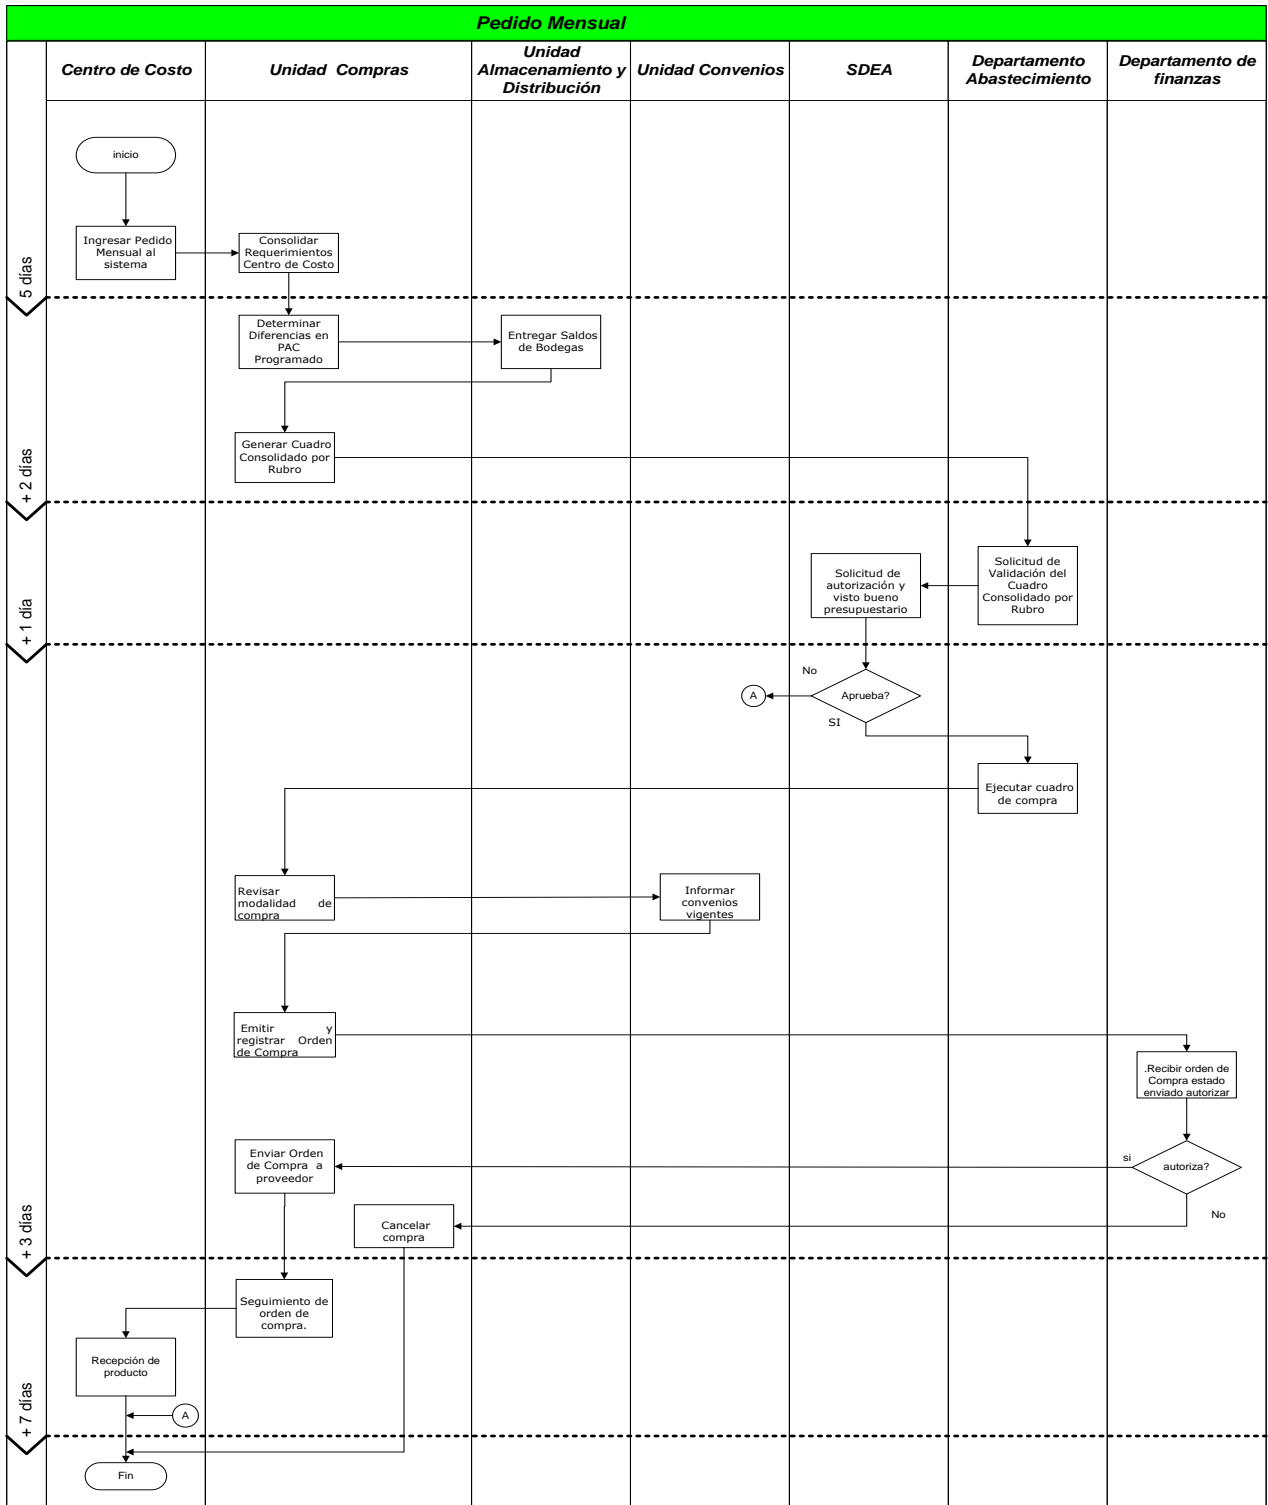 Pedido Mensual
Centro de Costo
Unidad Compras
Unidad
Almacenamiento y
Distribución
Unidad Convenios
SDEA
Departamento
Abastecimiento
Departamento de
finanzas
inicio
Ingresar Pedido
Mensual al
sistema
Consolidar
Requerimientos
Centro de Costo
5 días
Determinar
Diferencias en
PAC
Programado
Entregar Saldos
de Bodegas
Generar Cuadro
Consolidado por
Rubro
+ 2 días
Solicitud de
autorización y
visto bueno
presupuestario
Solicitud de
Validación del
Cuadro
Consolidado por
Rubro
+ 1 día
No
A
Aprueba?
SI
Ejecutar cuadro
de compra
Revisar
modalidad de
compra
Informar
convenios
vigentes
Emitir y
registrar Orden
de Compra
.Recibir orden de
Compra estado
enviado autorizar
Enviar Orden
de Compra a
proveedor
si
autoriza?
No
Cancelar
compra
+ 3 días
Seguimiento de
orden de
compra.
Recepción de
producto
A
+ 7 días
Fin